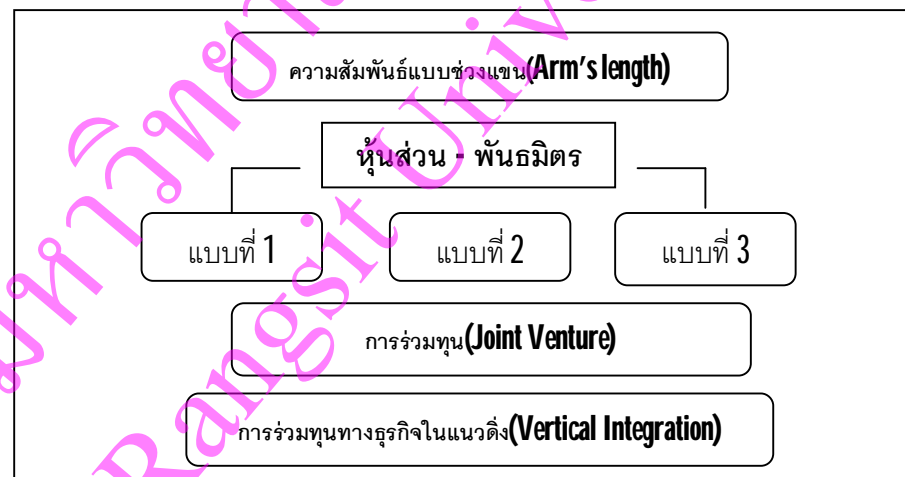 ความสัมพันธ์แบบช่วงแขน(Arm's length)
หุ้นส่วน - พันธมิตร
แบบที่ 1
แบบที่ 2
แบบที่ 3
การร่วมทุน(Joint Venture)
การร่วมทุนทางธุรกิจในแนวดิ่ง(Vertical Integration)
Rangsit Unive